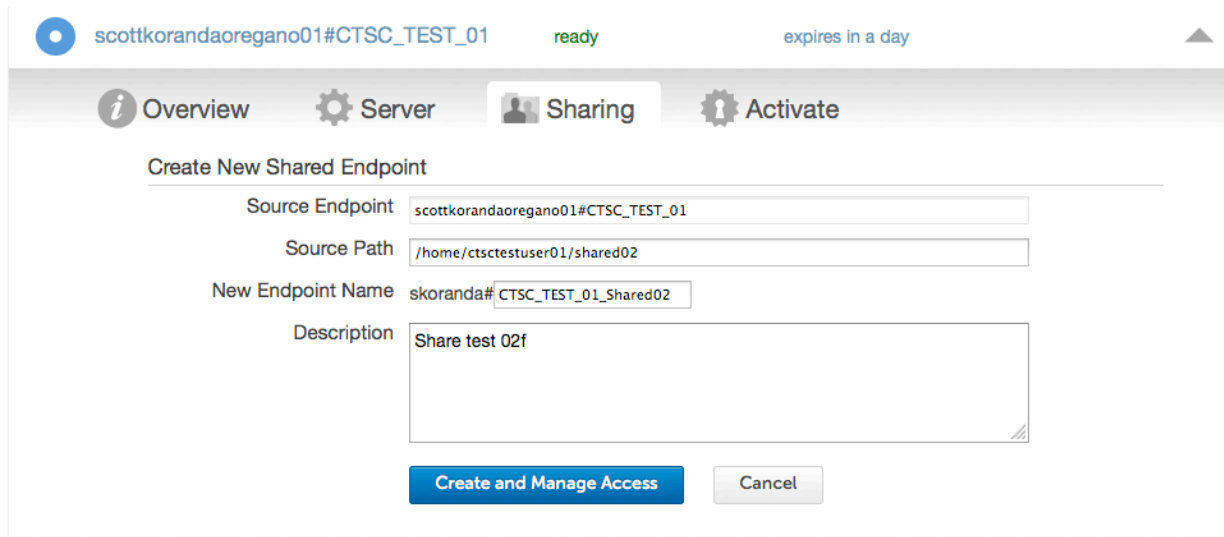 scottkorandaoregano01#CTSC_TEST_01 ready expires in a day
Overview Server Sharing Activate
Create New Shared Endpoint
Source Endpoint scottkorandaoregano01#CTSC_TEST_01
Source Path /home/ctsctestuser01/shared02
New Endpoint Name skoranda# CTSC_TEST_01_Shared02
Description Share test 02f
Create and Manage Access Cancel